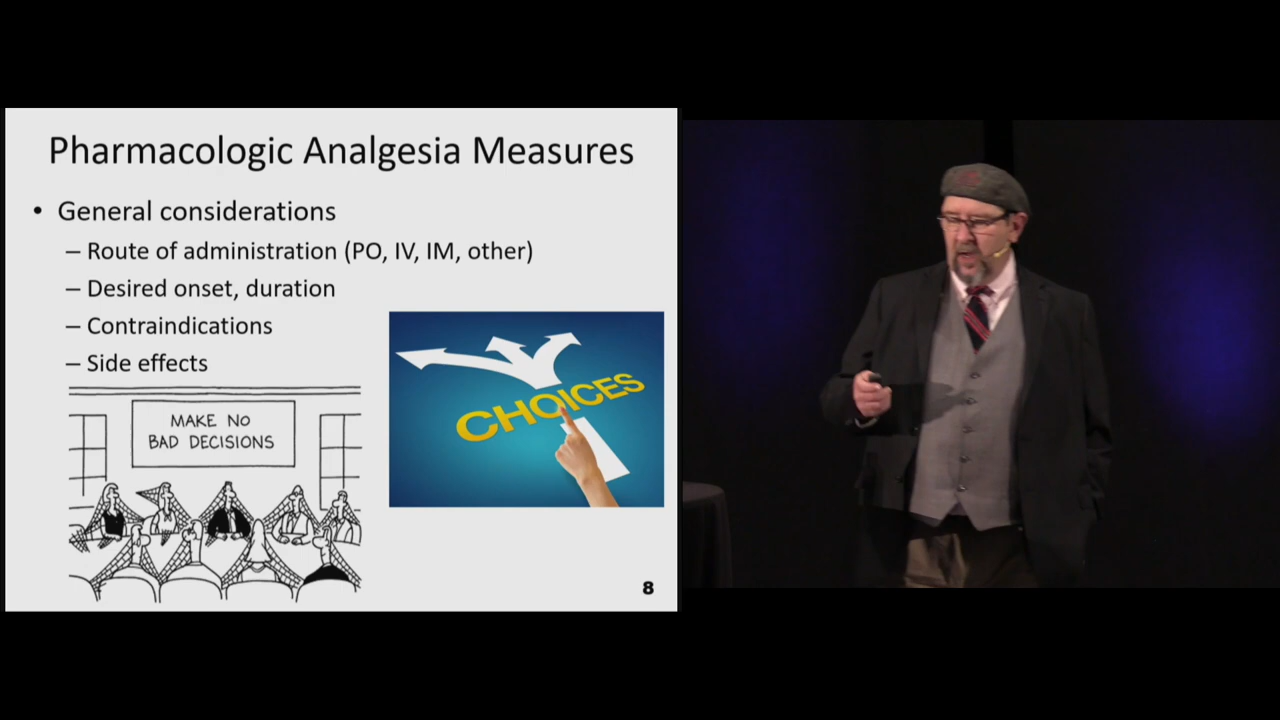 Pharmacologic Analgesia Measures
• General considerations
– Route of administration (PO, IV, IM, other)
– Desired onset, duration
– Contraindications
– Side effects
MAKE NO
BAD DECISIONS
CHOICES
8